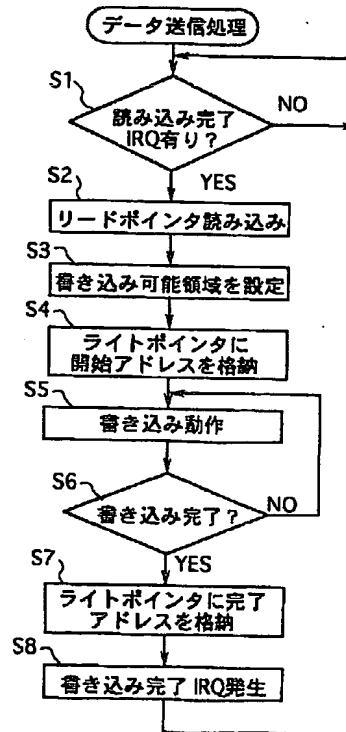 データ送信処理
S1
読み込み完了
IRQ有り？
NO
YES
S2
リードポインタ読み込み
S3
書き込み可能領域を設定
S4
ライトポインタに
開始アドレスを格納
S5
書き込み動作
S6
書き込み完了？
NO
YES
S7
ライトポインタに完了
アドレスを格納
S8
書き込み完了 IRQ発生